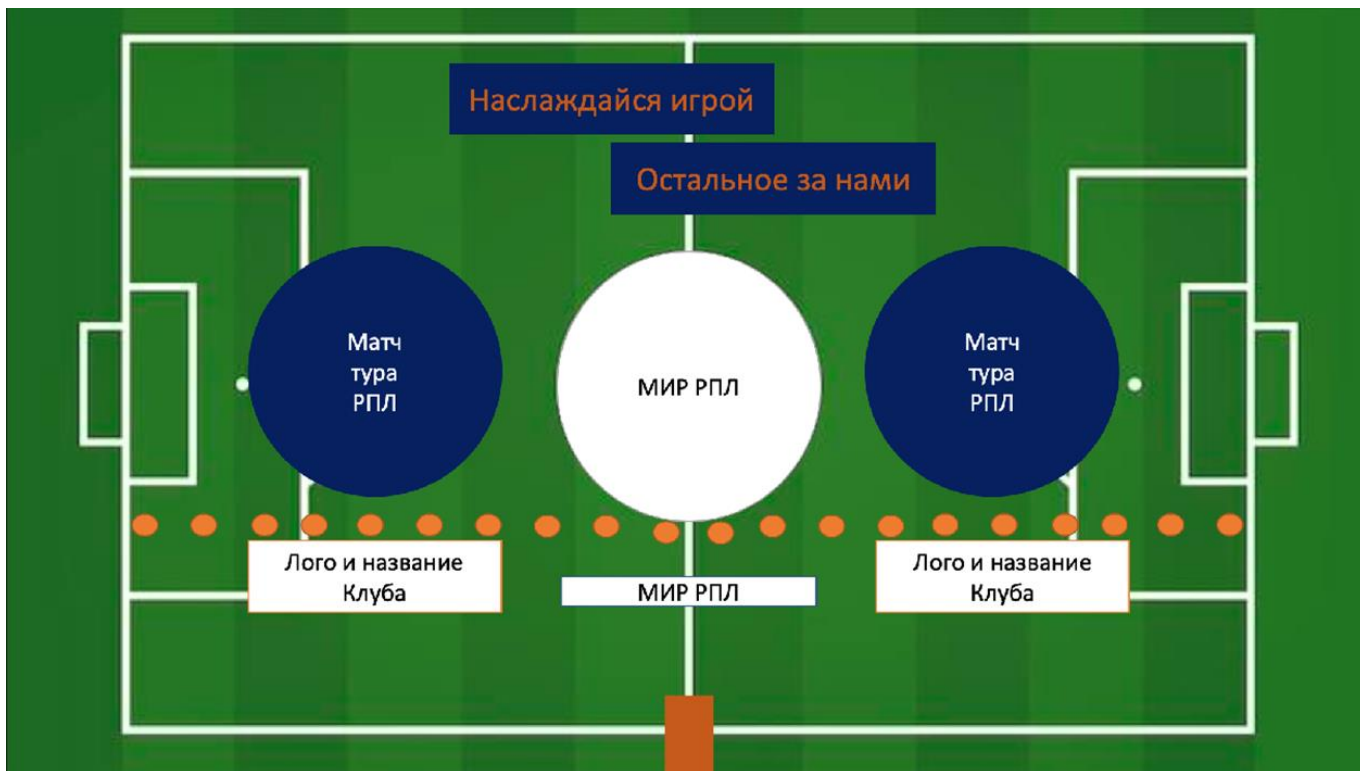 Наслаждайся игрой
Остальное за нами
Матч
тура
РПЛ
МИР РПЛ
Матч
тура
РПЛ
Лого и название
Клуба
МИР РПЛ
Лого и название
Клуба